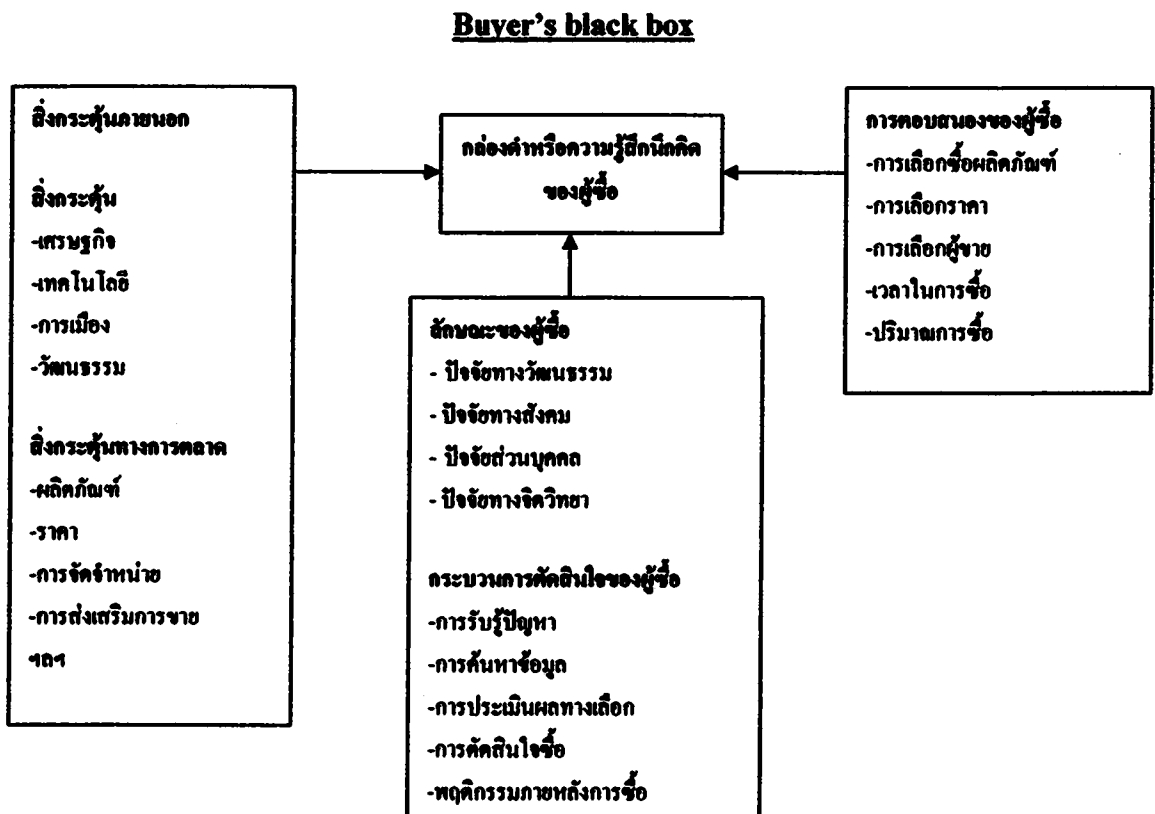 Buyer's black box
สิ่งกระตุ้นภายนอก
สิ่งกระตุ้น
-เศรษฐกิจ
-เทคโนโลยี
-การเมือง
-วัฒนธรรม
สิ่งกระตุ้นทางการตลาด
-ผลิตภัณฑ์
-ราคา
-การจัดจำหน่าย
-การส่งเสริมการขาย
ฯลฯ
กล่องดำหรือความรู้สึกนึกคิด
ของผู้ซื้อ
ลักษณะของผู้ซื้อ
- ปัจจัยทางวัฒนธรรม
- ปัจจัยทางสังคม
- ปัจจัยส่วนบุคคล
- ปัจจัยทางจิตวิทยา
กระบวนการตัดสินใจของผู้ซื้อ
-การรับรู้ปัญหา
-การค้นหาข้อมูล
-การประเมินผลทางเลือก
-การตัดสินใจซื้อ
-พฤติกรรมภายหลังการซื้อ
การตอบสนองของผู้ซื้อ
-การเลือกซื้อผลิตภัณฑ์
-การเลือกราคา
-การเลือกผู้ขาย
-เวลาในการซื้อ
-ปริมาณการซื้อ